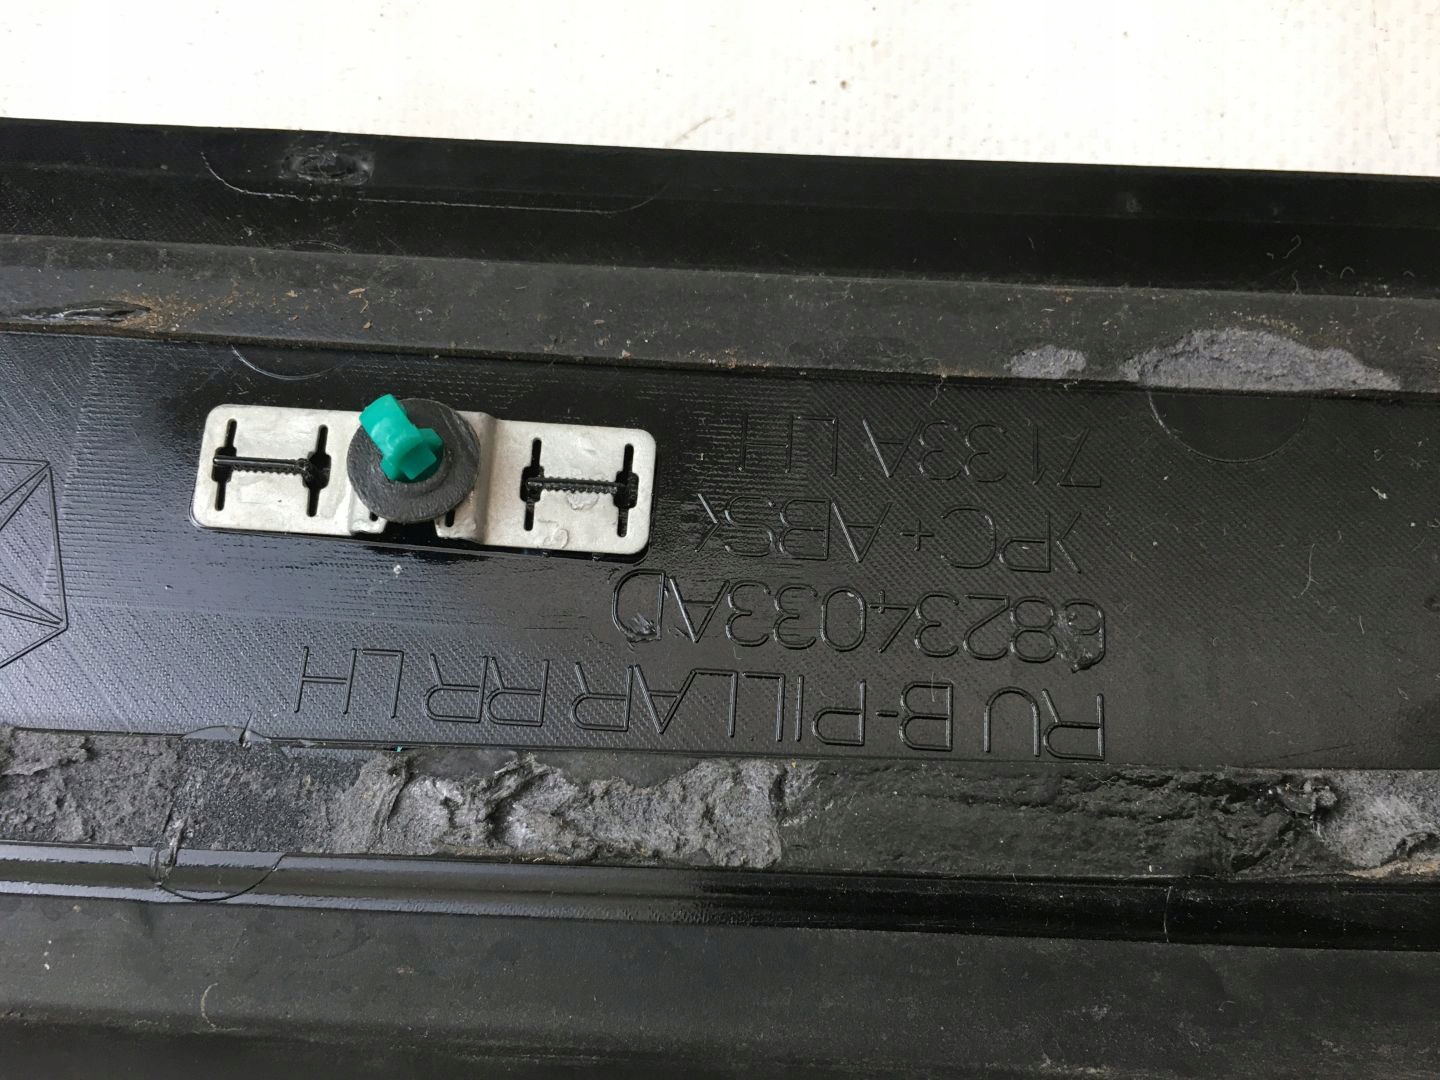 RU B-PILLAR RR LH
68234033AD
>PC+ABS<
7133A LH